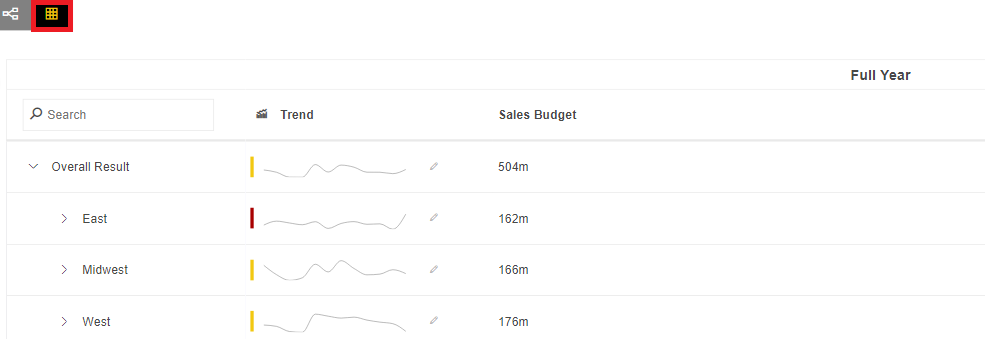 Full Year
Search Trend Sales Budget
Overall Result 504m
East 162m
Midwest 166m
West 176m